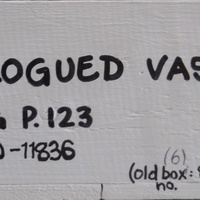 OGUED VAS
P.123
-11836
(6)
(old box:
no.